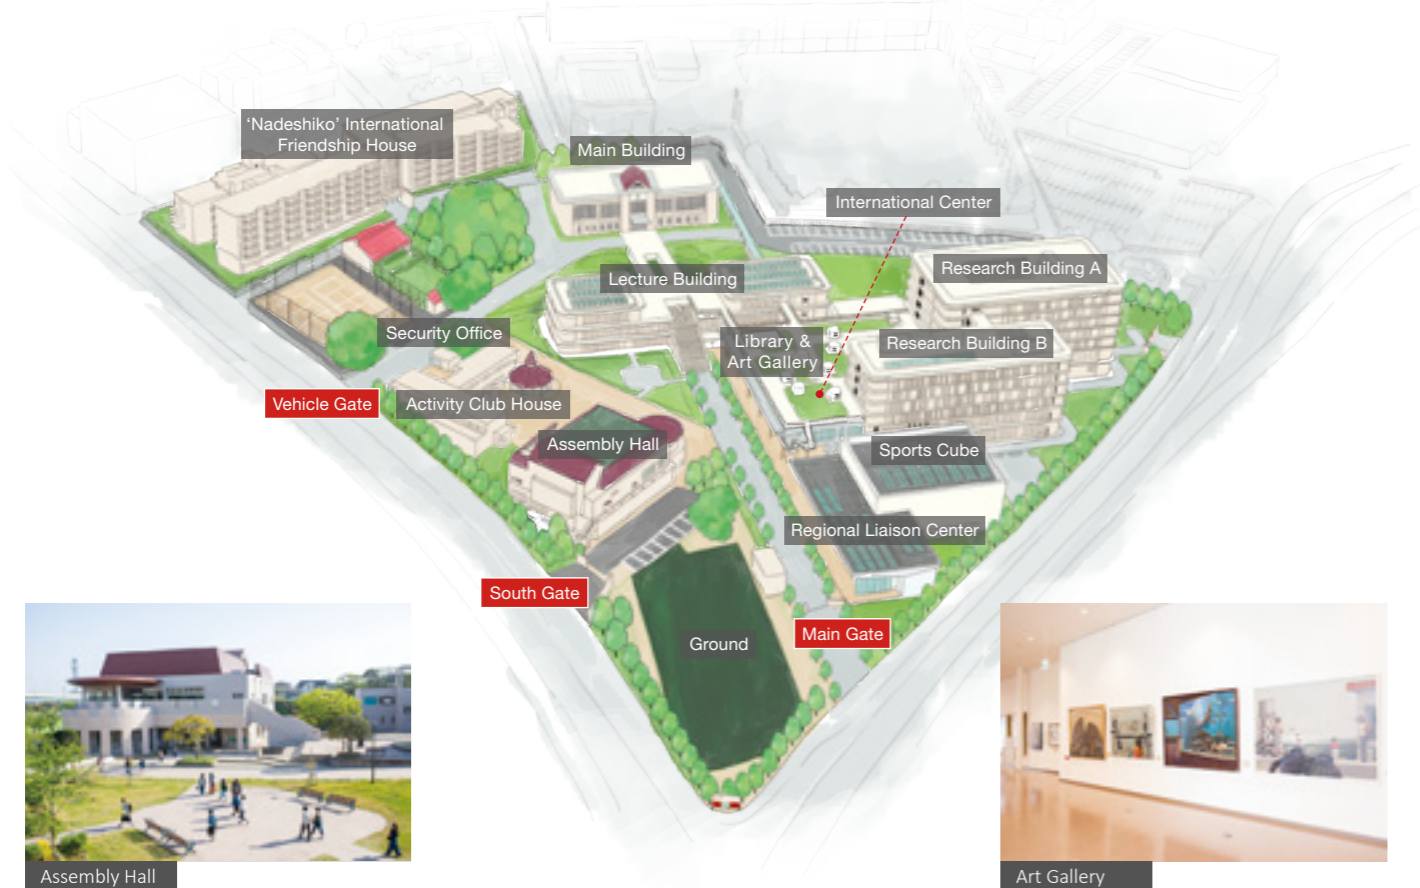 ‘Nadeshiko’ International
Friendship House
Main Building
International Center
Research Building A
Lecture Building
Security Office
Library &
Art Gallery
Research Building B
Vehicle Gate
Activity Club House
Assembly Hall
Sports Cube
Regional Liaison Center
South Gate
Main Gate
Ground
Assembly Hall
Art Gallery